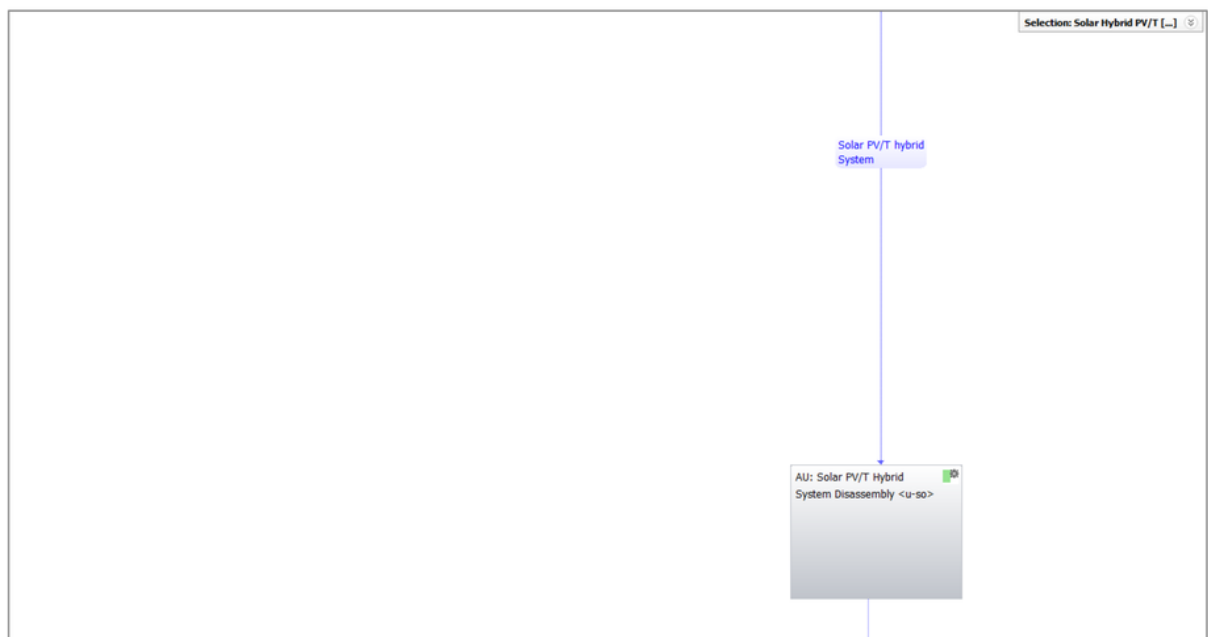 Selection: Solar Hybrid PV/T [...]
Solar PV/T hybrid
System
AU: Solar PV/T Hybrid
System Disassembly <u-so>